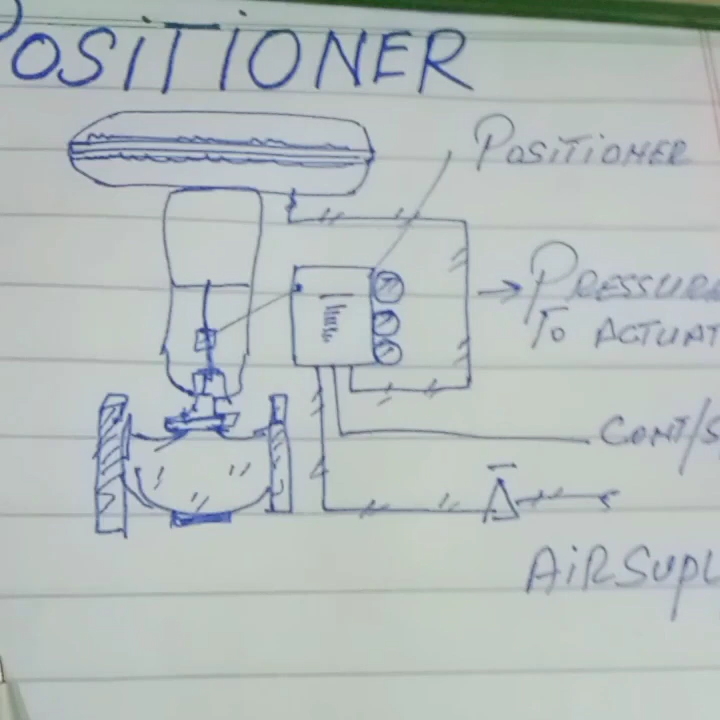 POSITIONER
POSITIONER
PRESSUR
TO ACTUAT
CONT/S
AIR SUPL